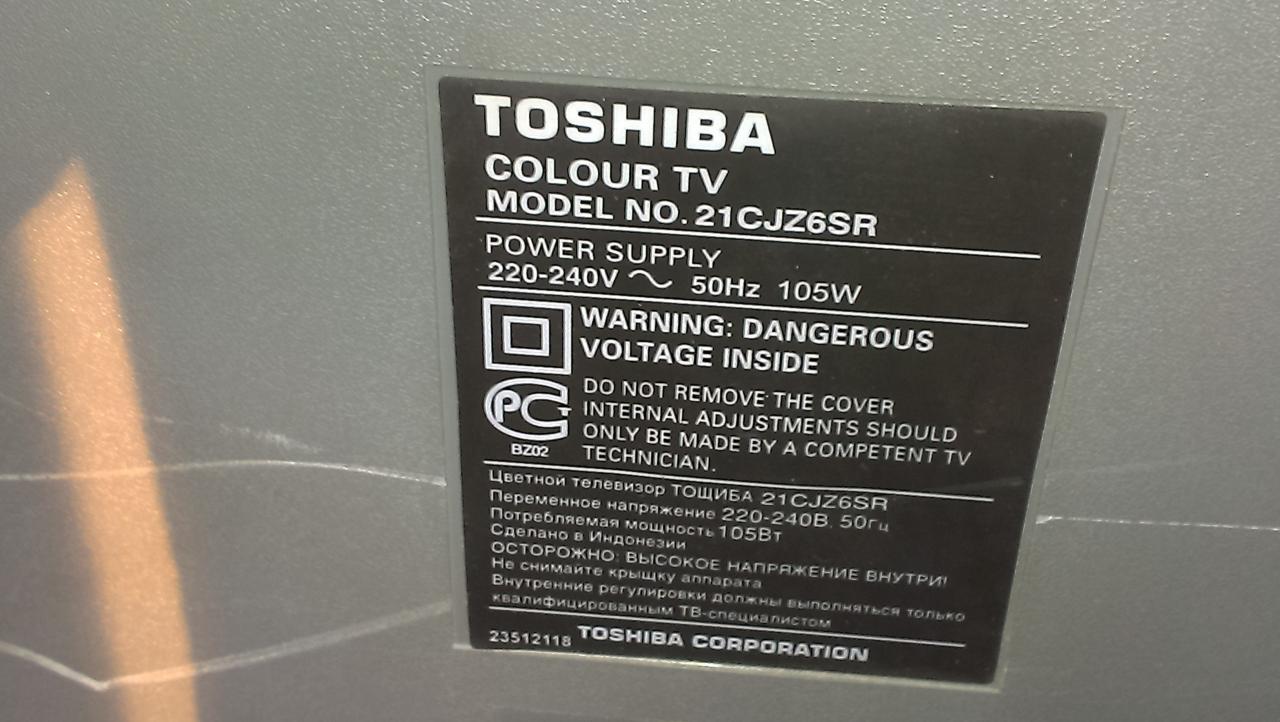 TOSHIBA
COLOUR TV
MODEL NO. 21CJZ6SR
POWER SUPPLY
220-240V ~ 50Hz 105W
WARNING: DANGEROUS
VOLTAGE INSIDE
PC
BZ02
DO NOT REMOVE THE COVER
INTERNAL ADJUSTMENTS SHOULD
ONLY BE MADE BY A COMPETENT TV
TECHNICIAN.
Цветной телевизор ТОЩИБА 21CJZ6SR
Переменное напряжение 220-240В, 50гц
Потребляемая мощность 105Вт
Сделано в Индонезии
ОСТОРОЖНО: ВЫСОКОЕ НАПРЯЖЕНИЕ ВНУТРИ!
Не снимайте крыщку аппарата
Внутренние регулировки должны выполняться только
квалифицированным ТВ-специалистом
23512118 TOSHIBA CORPORATION